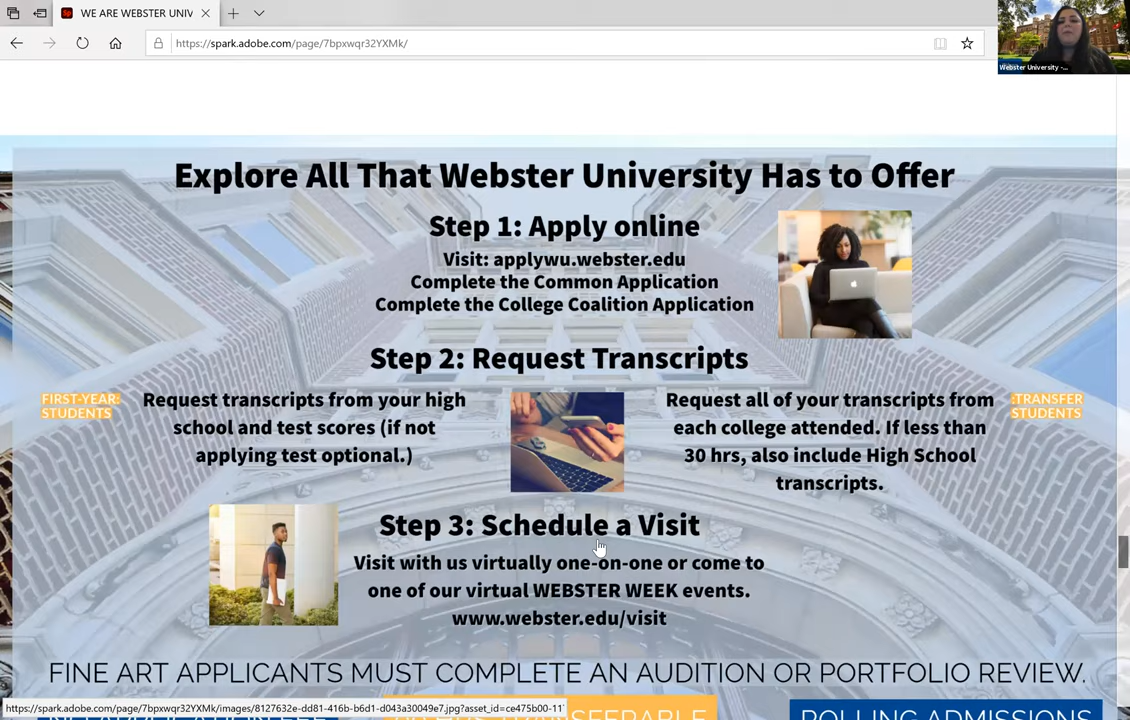 WE ARE WEBSTER UNIV
https://spark.adobe.com/page/7bpxwqr32YXMk/
Webster University -...
Explore All That Webster University Has to Offer
Step 1: Apply online
Visit: applywu.webster.edu
Complete the Common Application
Complete the College Coalition Application
Step 2: Request Transcripts
FIRST-YEAR:
STUDENTS
Request transcripts from your high
school and test scores (if not
applying test optional.)
Request all of your transcripts from
each college attended. If less than
30 hrs, also include High School
transcripts.
:TRANSFER
STUDENTS
Step 3: Schedule a Visit
Visit with us virtually one-on-one or come to
one of our virtual WEBSTER WEEK events.
www.webster.edu/visit
FINE ART APPLICANTS MUST COMPLETE AN AUDITION OR PORTFOLIO REVIEW.
https://spark.adobe.com/page/7bpxwqr32YXMk/images/8127632e-dd81-416b-b6d1-d043a30049e7.jpg?asset_id=ce475b00-11
ROLLING ADMISSIONS